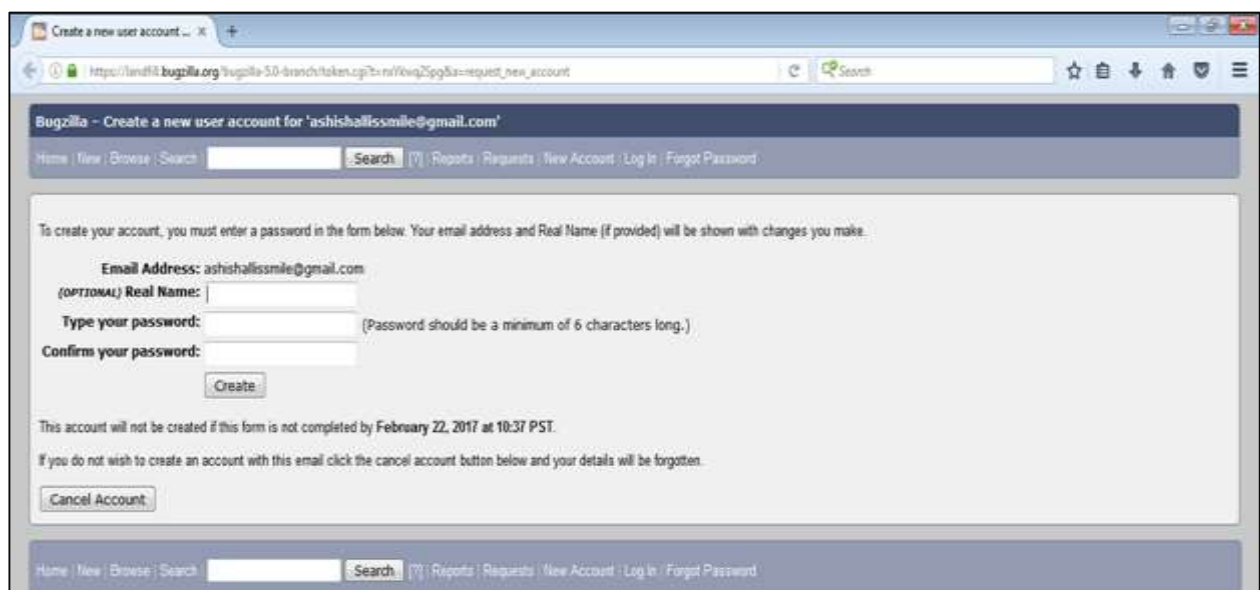 Create a new user account ... x +
https://landfill.bugzilla.org/bugzilla-5.0-branch/token.cgi? &a=request_new_account Search
Bugzilla – Create a new user account for 'ashishallissmile@gmail.com'
Home | New | Browse | Search Search [?] | Reports | Requests | New Account | Log In | Forgot Password
To create your account, you must enter a password in the form below. Your email address and Real Name (if provided) will be shown with changes you make.
Email Address: ashishallissmile@gmail.com
(OPTIONAL) Real Name:
Type your password: (Password should be a minimum of 6 characters long.)
Confirm your password:
Create
This account will not be created if this form is not completed by February 22, 2017 at 10:37 PST.
If you do not wish to create an account with this email click the cancel account button below and your details will be forgotten.
Cancel Account
Home | New | Browse | Search Search [?] | Reports | Requests | New Account | Log In | Forgot Password